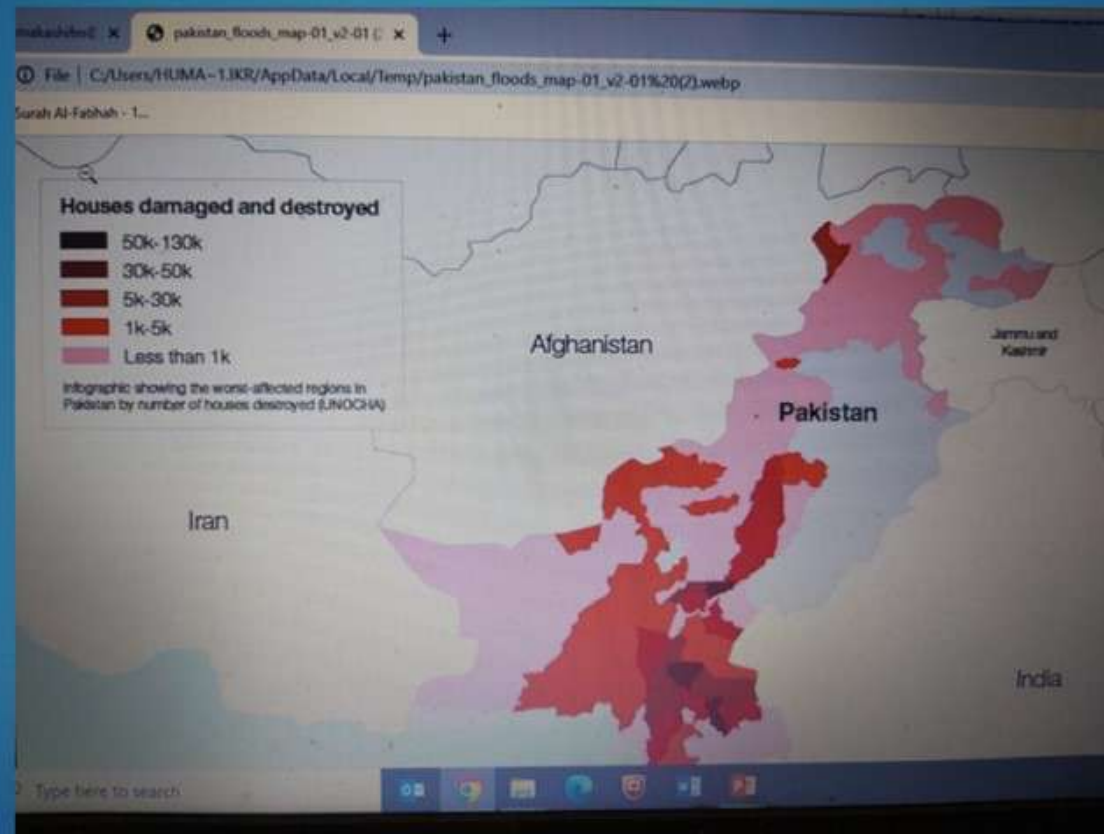 pakistan_floods_map-01_v2-01 (
File | C:/Users/HUMA~1.IKR/AppData/Local/Temp/pakistan_floods_map-01_v2-01%20(2).webp
Surah Al-Fatihah - 1...
Houses damaged and destroyed
50k-130k
30k-50k
5k-30k
1k-5k
Less than 1k
Infographic showing the worst-affected regions in
Pakistan by number of houses destroyed (UNOCHA)
Afghanistan
Jammu and
Kashmir
Pakistan
Iran
India
Type here to search